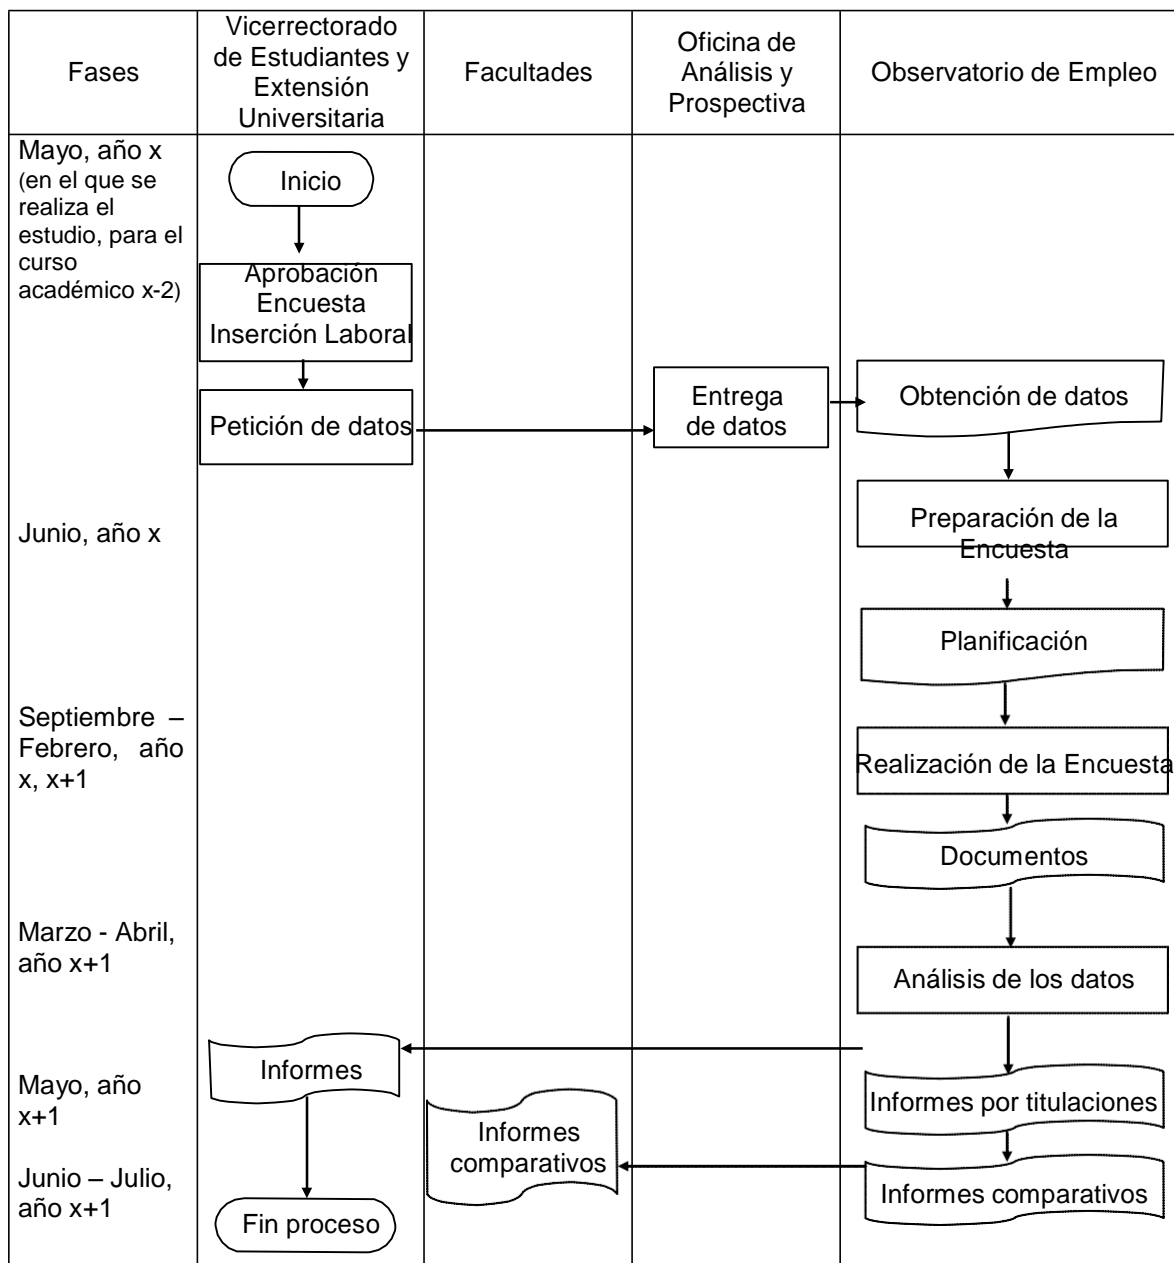 Fases
Vicerrectorado
de Estudiantes y
Extensión
Universitaria
Facultades
Oficina de
Análisis y
Prospectiva
Observatorio de Empleo
Mayo, año x
(en el que se
realiza el
estudio, para el
curso
académico x-2)
Inicio
Aprobación
Encuesta
Inserción Laboral
Petición de datos
Entrega
de datos
Obtención de datos
Junio, año x
Preparación de la
Encuesta
Planificación
Septiembre –
Febrero, año
x, x+1
Realización de la Encuesta
Documentos
Marzo - Abril,
año x+1
Análisis de los datos
Informes
Mayo, año
x+1
Informes por titulaciones
Informes
comparativos
Junio – Julio,
año x+1
Informes comparativos
Fin proceso